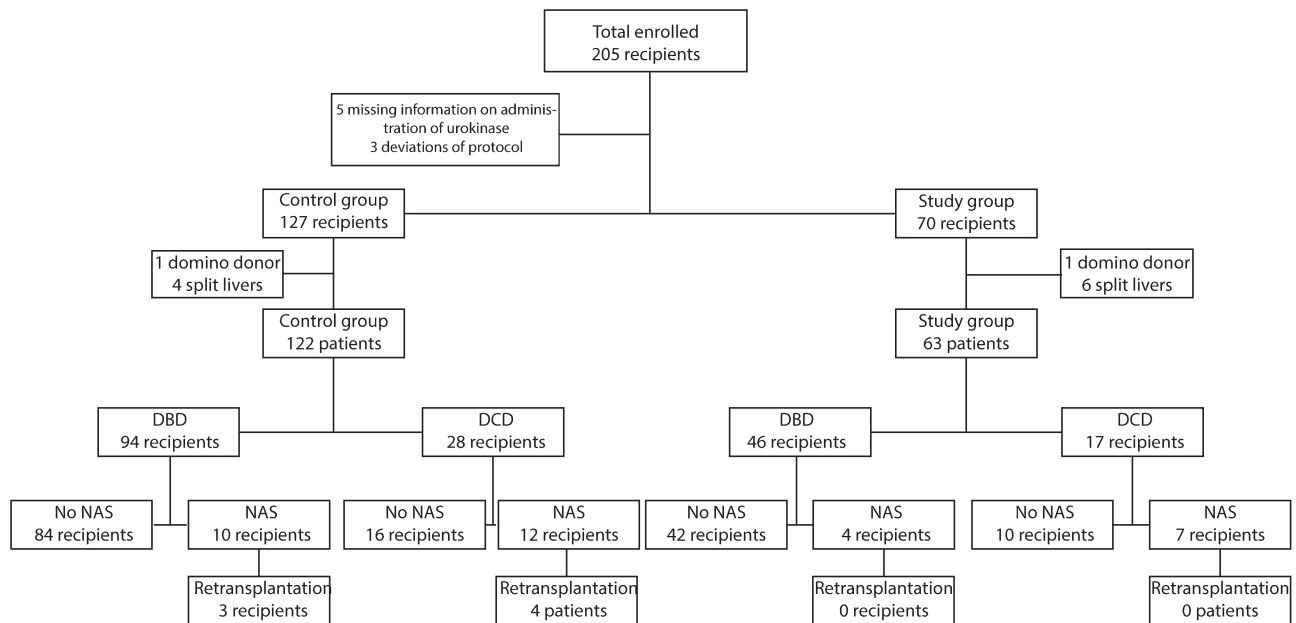 Total enrolled
205 recipients
5 missing information on adminis-
tration of urokinase
3 deviations of protocol
Control group
127 recipients
Study group
70 recipients
1 domino donor
4 split livers
1 domino donor
6 split livers
Control group
122 patients
Study group
63 patients
DBD
94 recipients
DCD
28 recipients
DBD
46 recipients
DCD
17 recipients
No NAS
84 recipients
NAS
10 recipients
No NAS
16 recipients
NAS
12 recipients
No NAS
42 recipients
NAS
4 recipients
No NAS
10 recipients
NAS
7 recipients
Retransplantation
3 recipients
Retransplantation
4 patients
Retransplantation
0 recipients
Retransplantation
0 patients